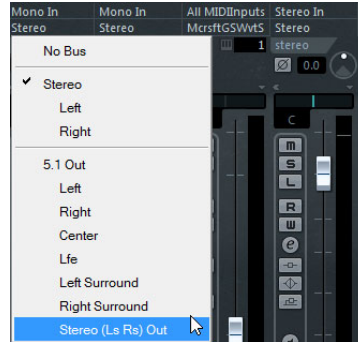 Mono In Mono In All MIDIInputs Stereo In
Stereo Stereo McrsftGSWvtS Stereo
1 stereo
0.0
No Bus
Stereo
Left
Right
5.1 Out
Left
Right
Center
Lfe
Left Surround
Right Surround
Stereo (Ls Rs) Out
C
m
S
L
R
W
e